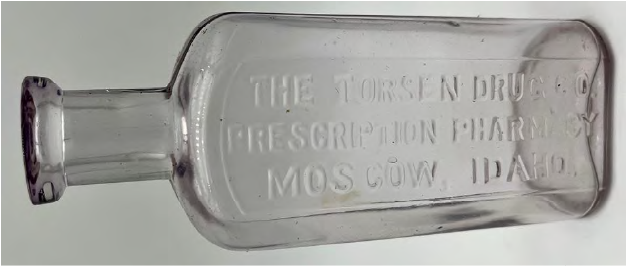 THE TORSEN DRUG CO.
PRESCRIPTION PHARMACY
MOSCOW, IDAHO.